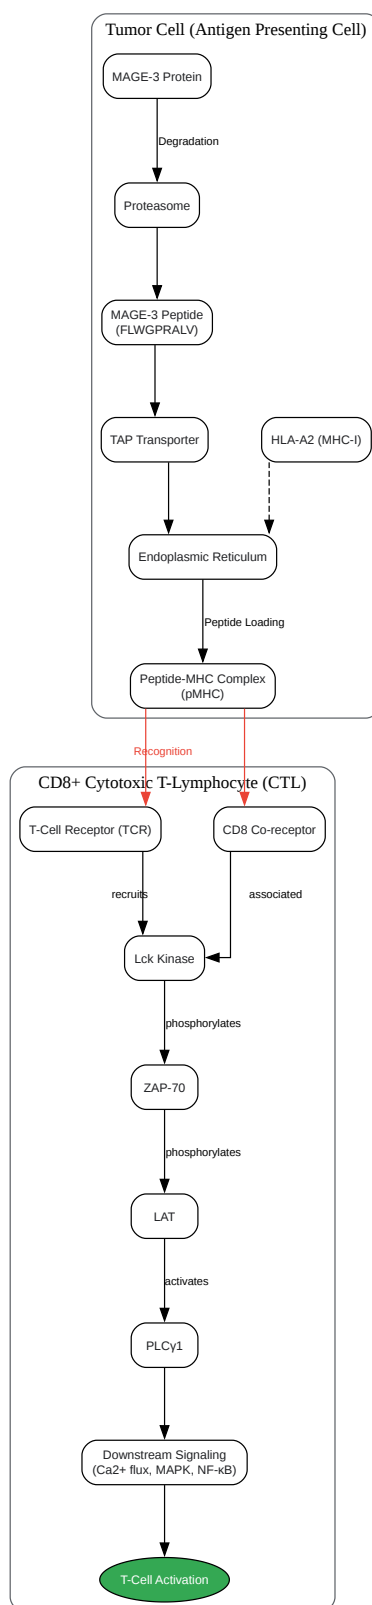 Tumor Cell (Antigen Presenting Cell)
MAGE-3 Protein
Degradation
Proteasome
MAGE-3 Peptide
(FLWGPRALV)
TAP Transporter
HLA-A2 (MHC-I)
Endoplasmic Reticulum
Peptide Loading
Peptide-MHC Complex
(pMHC)
Recognition
CD8+ Cytotoxic T-Lymphocyte (CTL)
T-Cell Receptor (TCR)
CD8 Co-receptor
recruits
associated
Lck Kinase
phosphorylates
ZAP-70
phosphorylates
LAT
activates
PLCγ1
Downstream Signaling
(Ca2+ flux, MAPK, NF-κB)
T-Cell Activation